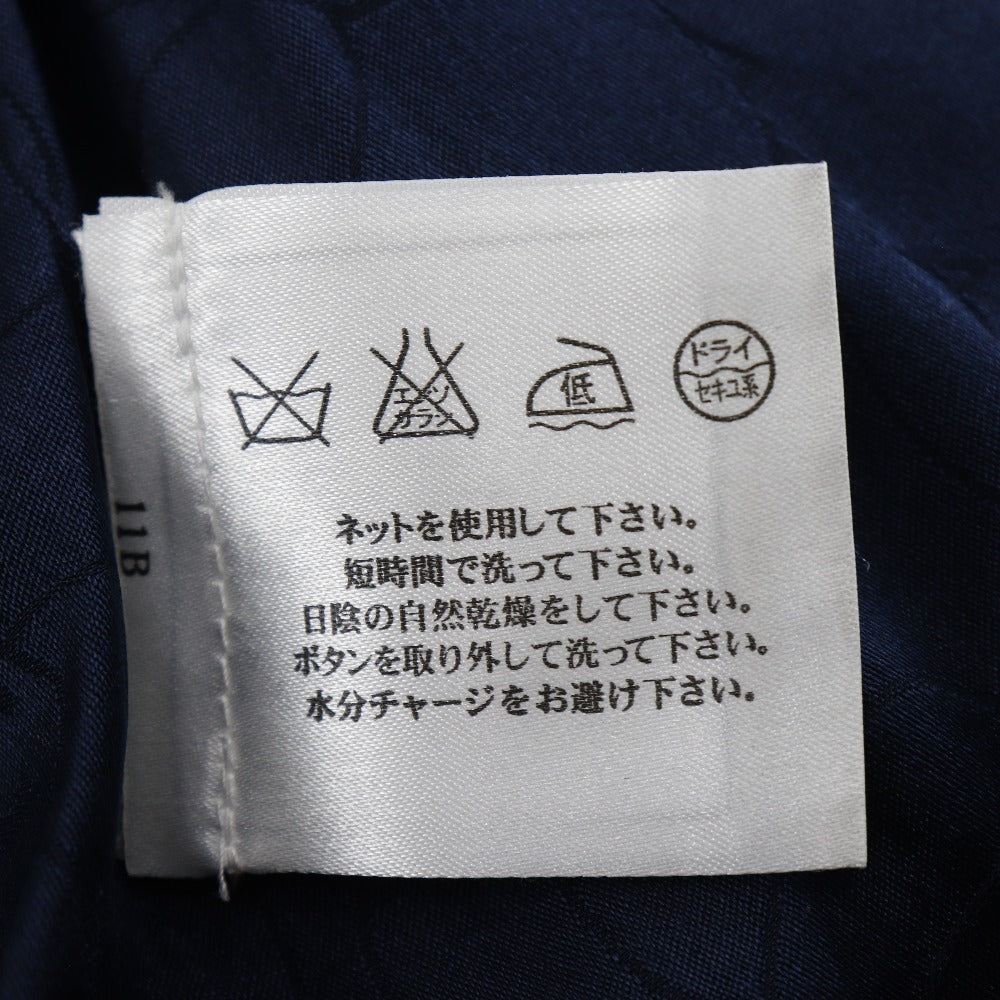 エンソ
サラシ
低
ドライ
セキユ系
ネットを使用して下さい。
短時間で洗って下さい。
日陰の自然乾燥をして下さい。
ボタンを取り外して洗って下さい。
水分チャージをお避け下さい。
11B